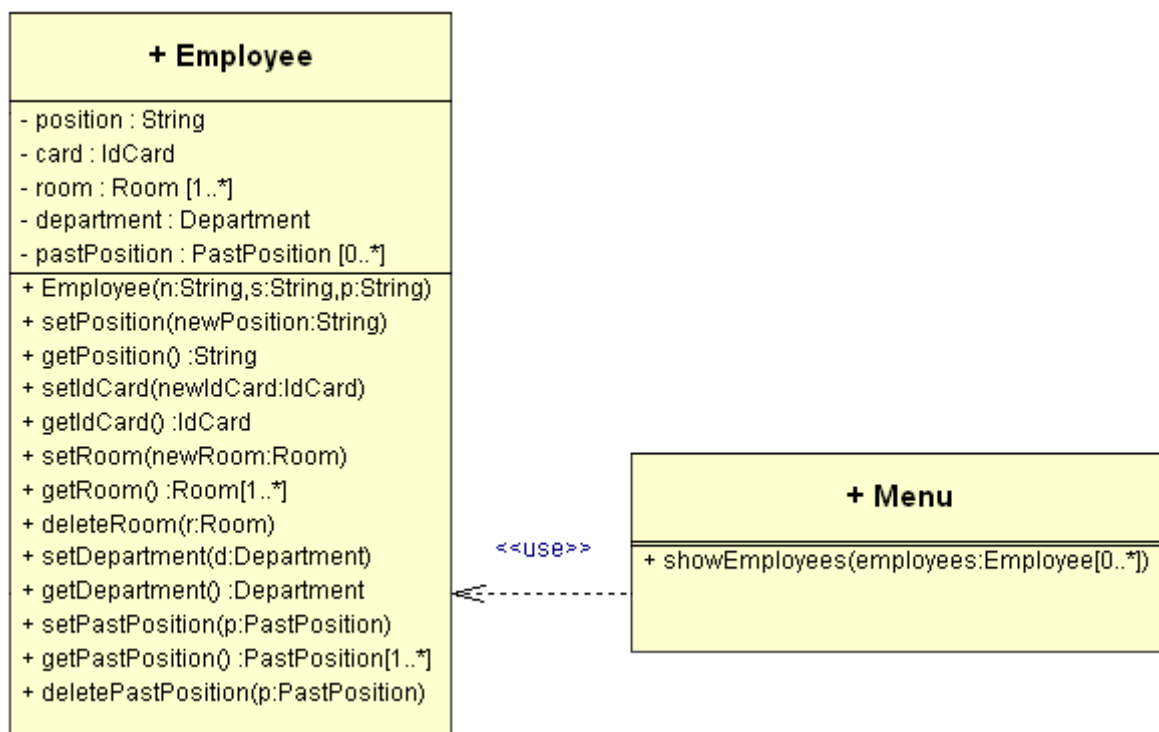 + Employee
- position : String
- card : IdCard
- room : Room [1..*]
- department : Department
- pastPosition : PastPosition [0..*]
+ Employee(n:String,s:String,p:String)
+ setPosition(newPosition:String)
+ getPosition() :String
+ setIdCard(newIdCard:IdCard)
+ getIdCard() :IdCard
+ setRoom(newRoom:Room)
+ getRoom() :Room[1..*]
+ deleteRoom(r:Room)
+ setDepartment(d:Department)
+ getDepartment() :Department
+ setPastPosition(p:PastPosition)
+ getPastPosition() :PastPosition[1..*]
+ deletePastPosition(p:PastPosition)
<<use>>
+ Menu
+ showEmployees(employees:Employee[0..*])